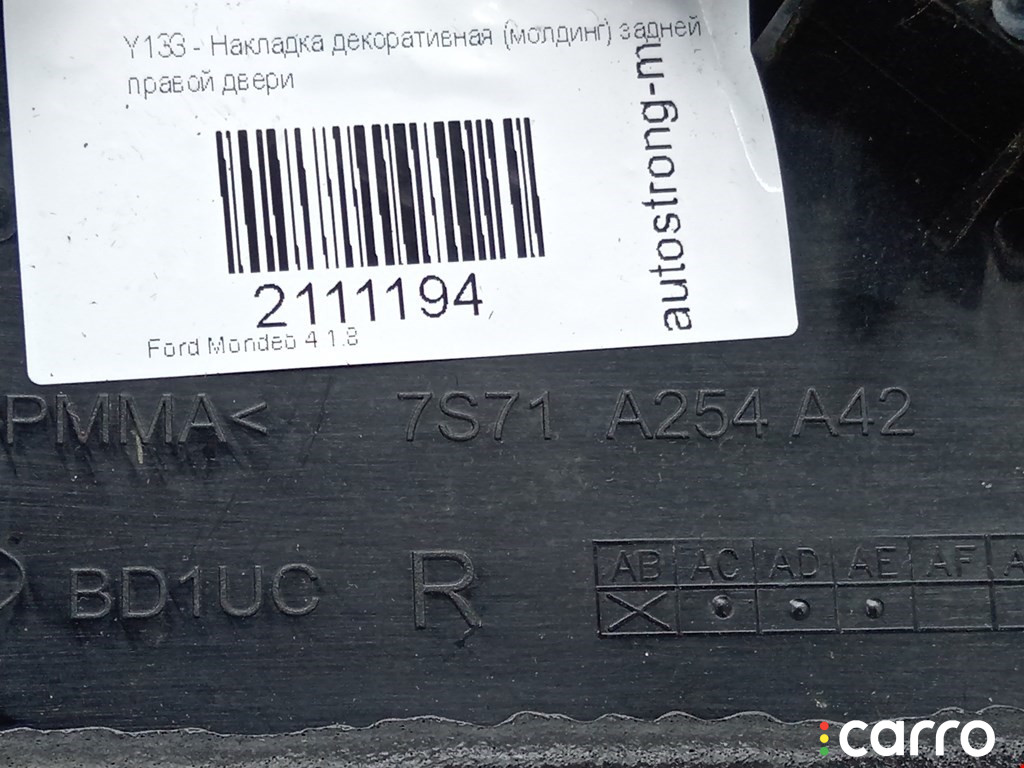 Y133 - Накладка декоративная (молдинг) задней
правой двери
autostrong-m
2111194
Ford Mondeo 4 1.8
PMMA< 7S71 A254 A42
BD1UC R
AB AC AD AE AF
carro